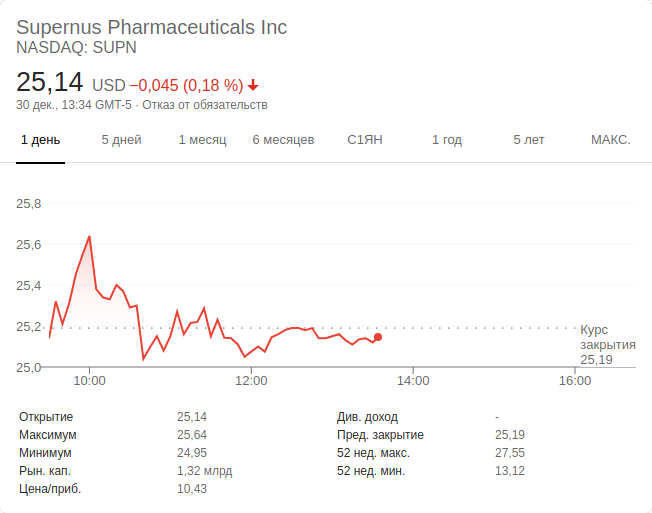 Supernus Pharmaceuticals Inc
NASDAQ: SUPN
25,14 USD −0,045 (0,18 %)
30 дек., 13:34 GMT-5 · Отказ от обязательств
1 день 5 дней 1 месяц 6 месяцев С1ЯН 1 год 5 лет МАКС.
25,8
25,6
25,4
25,2
25,0
Курс
закрытия
25,19
10:00 12:00 14:00 16:00
Открытие 25,14 Див. доход -
Максимум 25,64 Пред. закрытие 25,19
Минимум 24,95 52 нед. макс. 27,55
Рын. кап. 1,32 млрд 52 нед. мин. 13,12
Цена/приб. 10,43